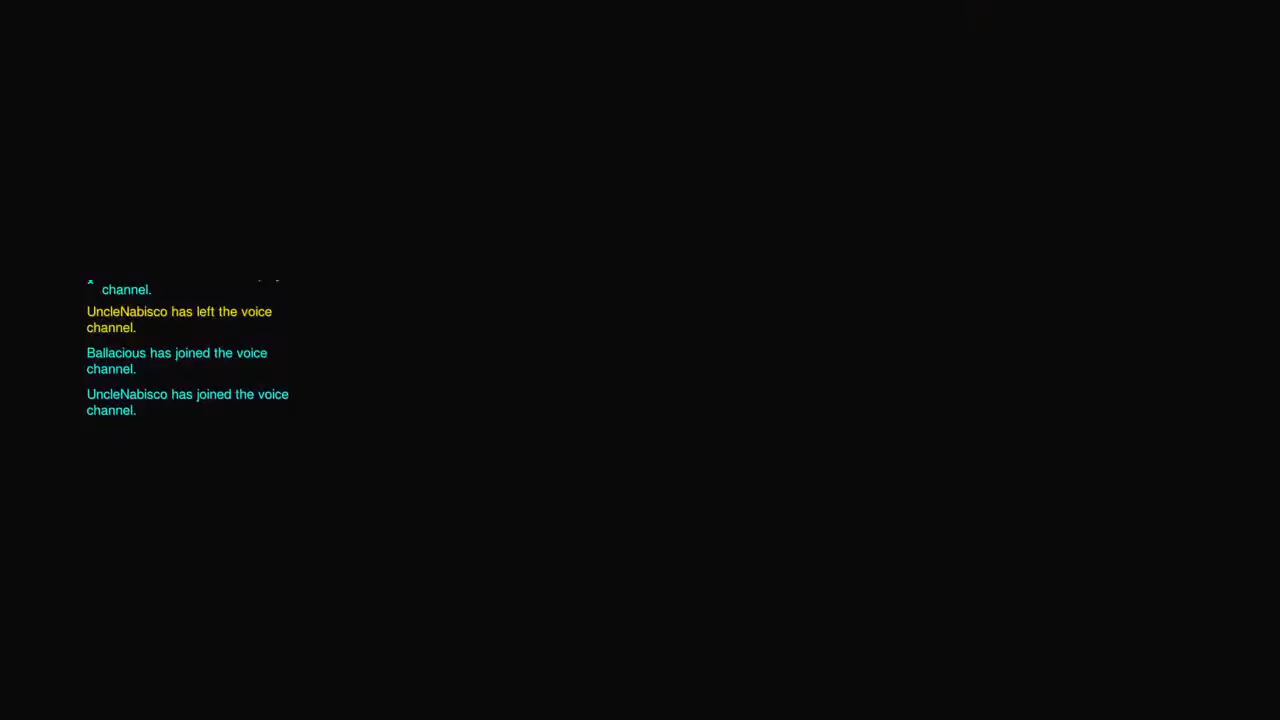 channel.
UncleNabisco has left the voice
channel.
Ballacious has joined the voice
channel.
UncleNabisco has joined the voice
channel.